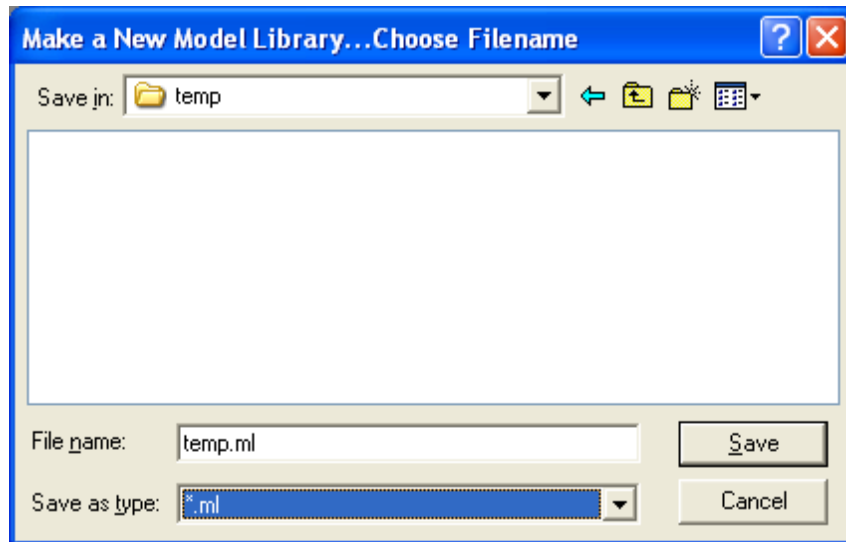 Make a New Model Library...Choose Filename
Save in: temp
File name: temp.ml Save
Save as type: *.ml Cancel